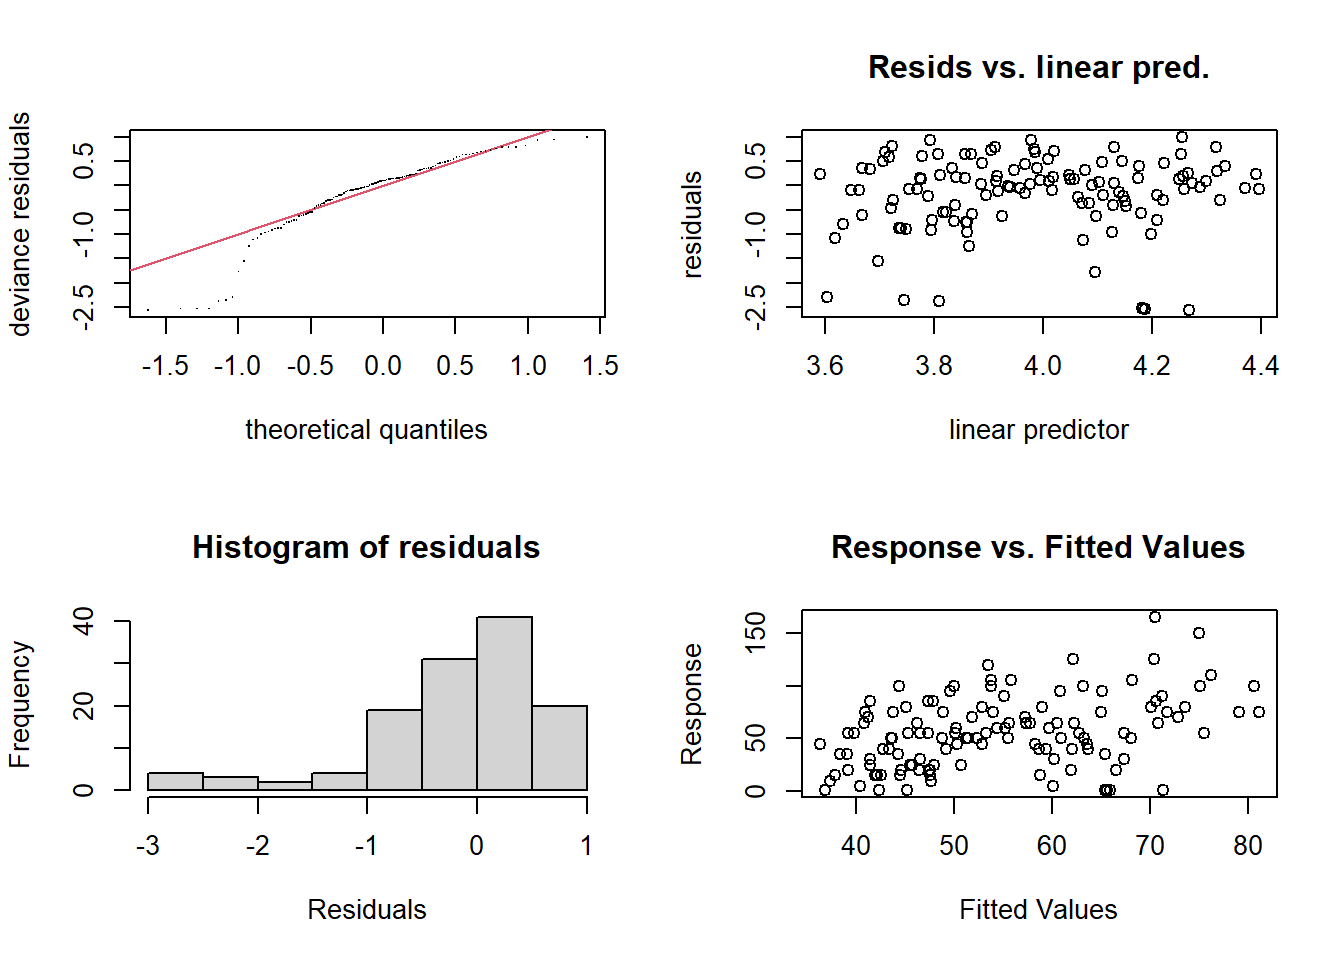 deviance residuals
0.5
-1.0
-2.5
-1.5 -1.0 -0.5 0.0 0.5 1.0 1.5
theoretical quantiles
Resids vs. linear pred.
residuals
0.5
-1.0
-2.5
3.6 3.8 4.0 4.2 4.4
linear predictor
Histogram of residuals
Frequency
40
20
0
-3 -2 -1 0 1
Residuals
Response vs. Fitted Values
Response
150
50
0
40 50 60 70 80
Fitted Values